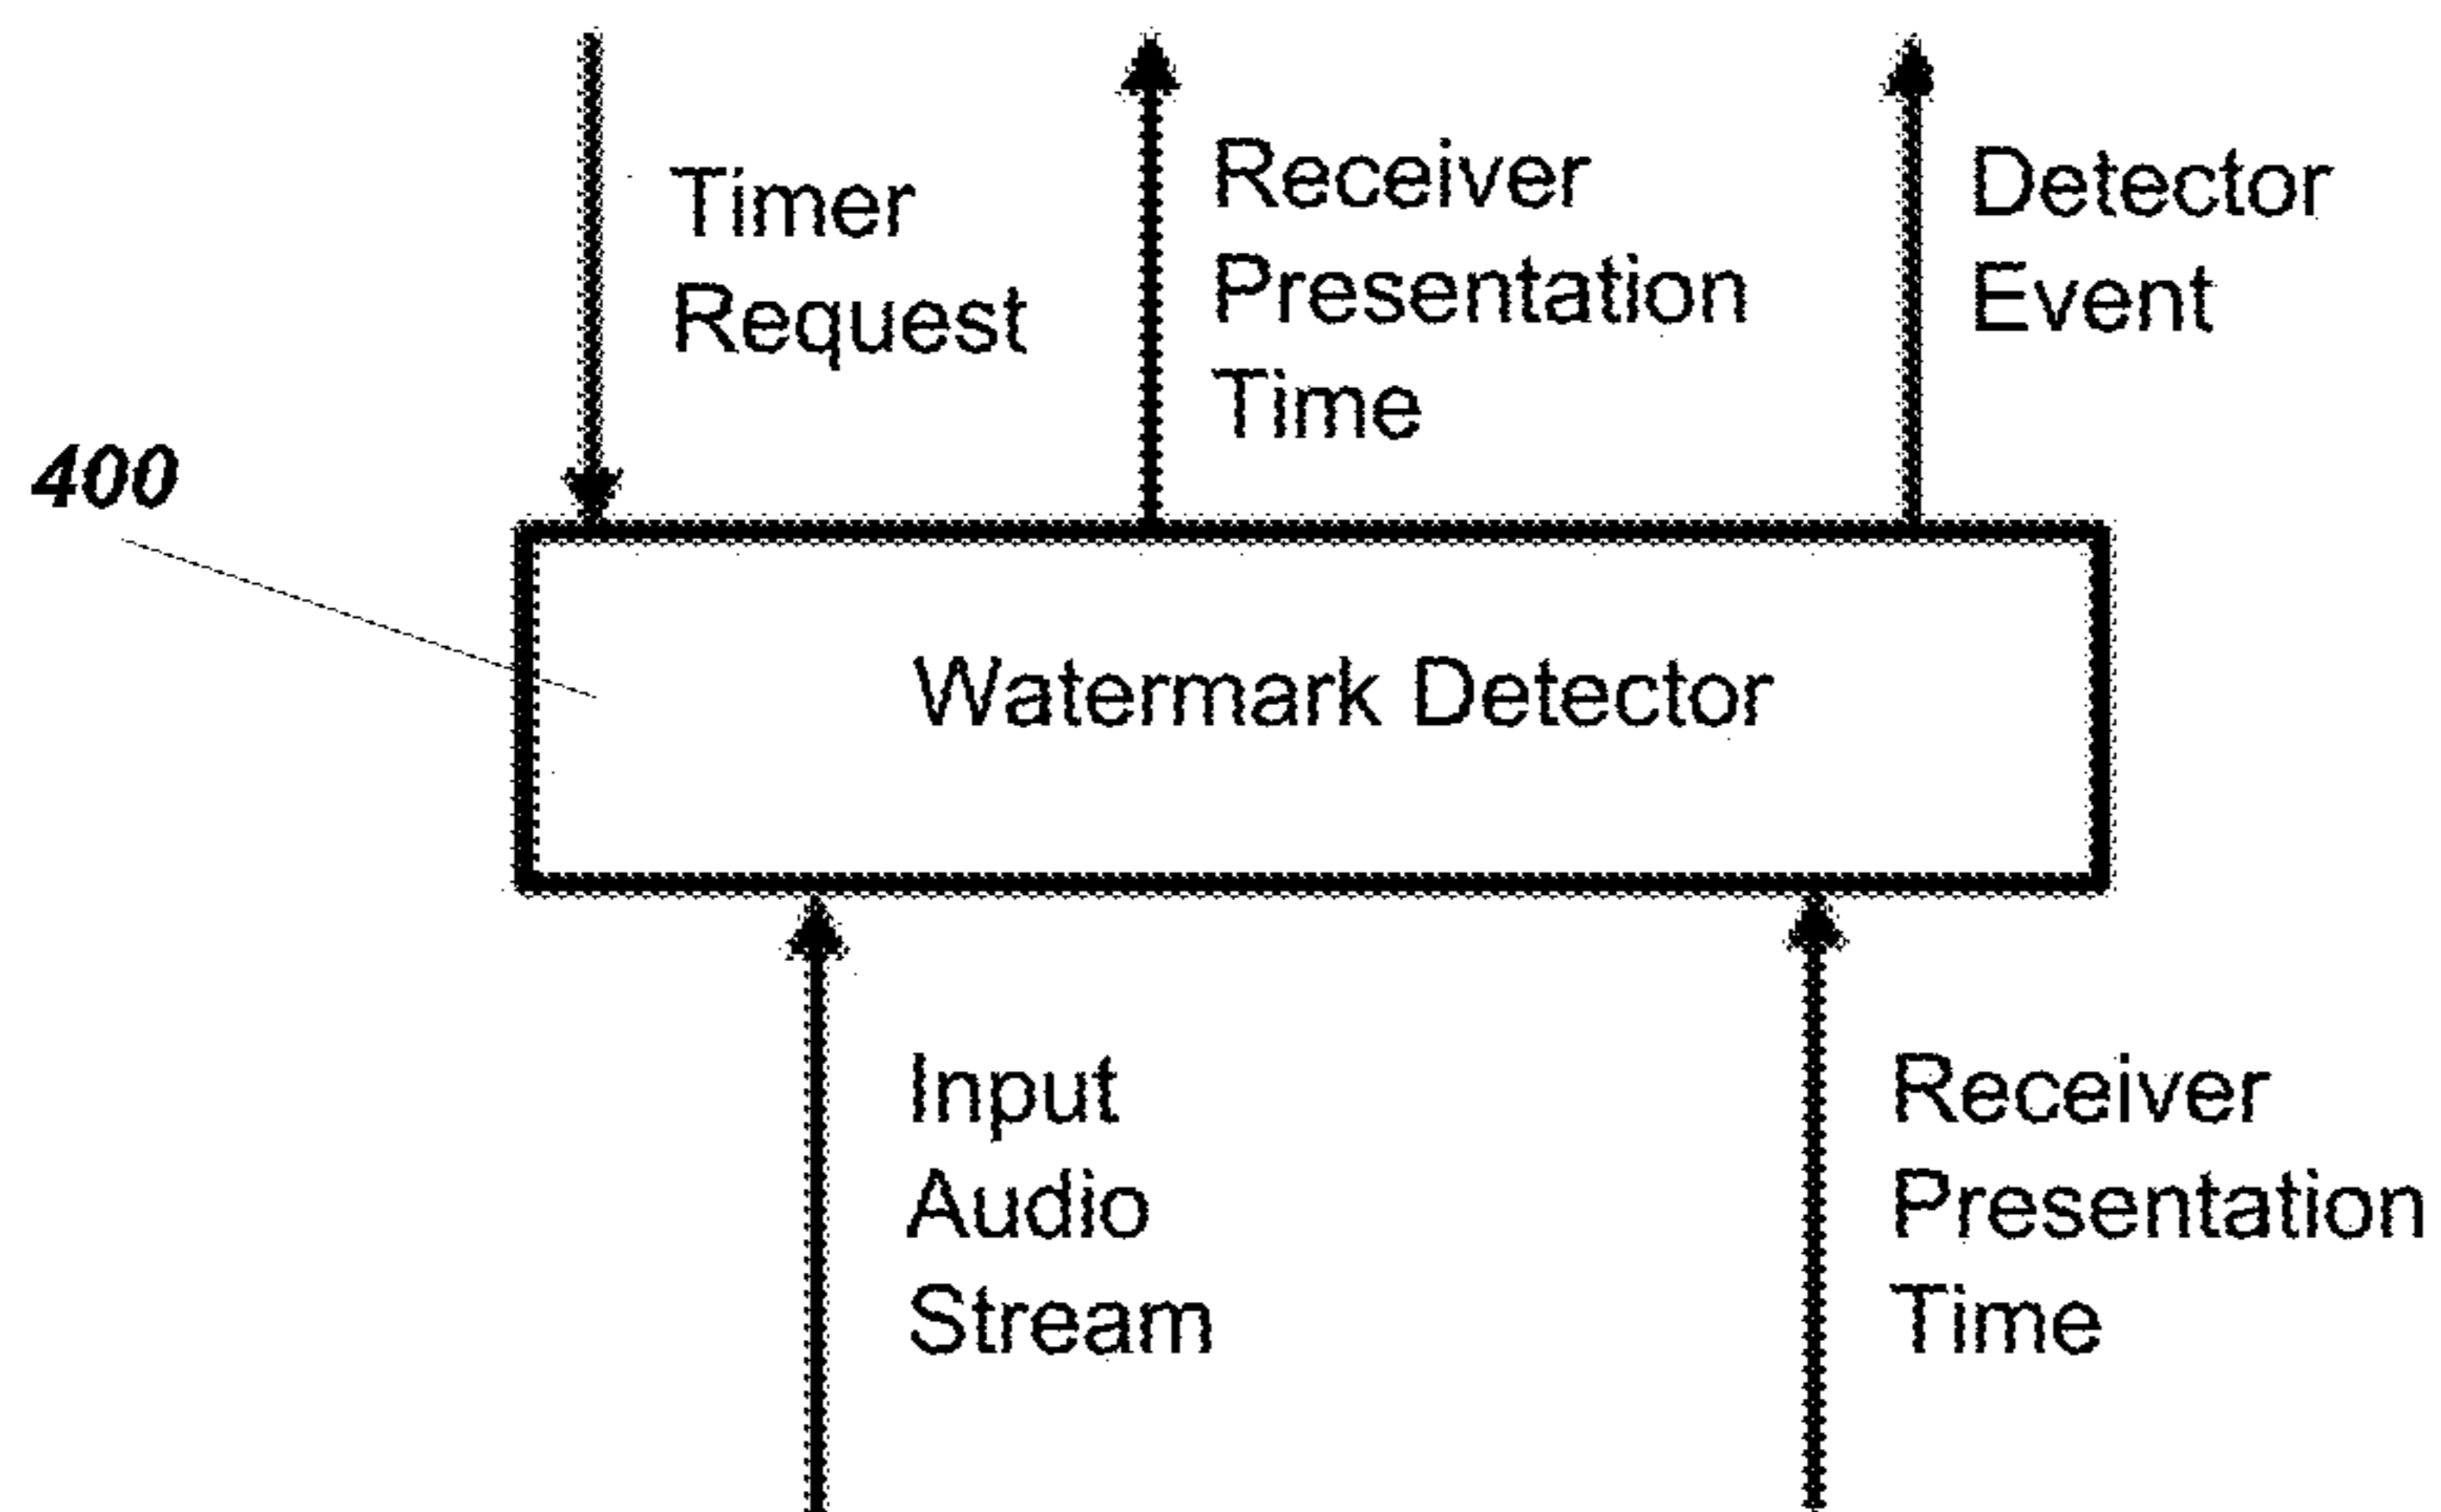 Timer
Request
Receiver
Presentation
Time
Detector
Event
400
Watermark Detector
Input
Audio
Stream
Receiver
Presentation
Time